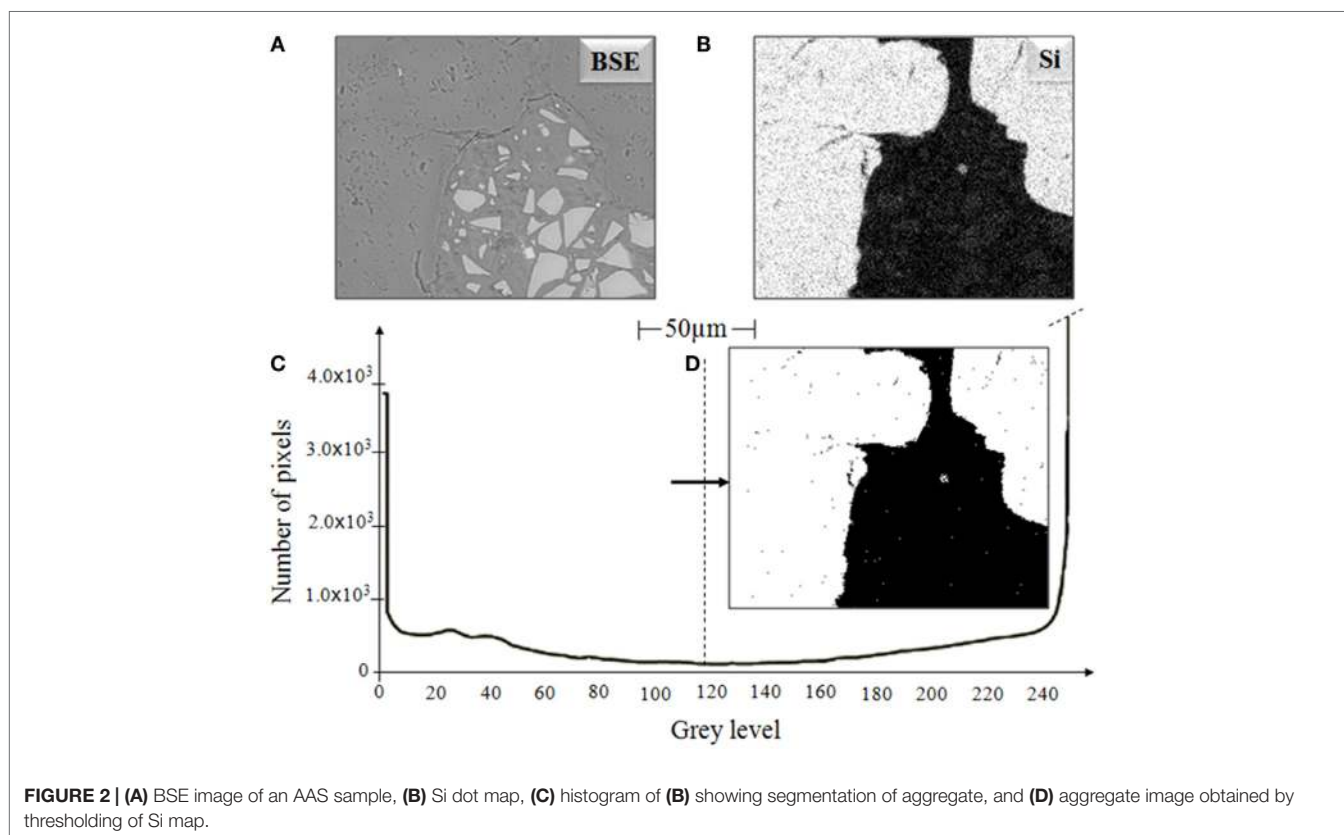 A
BSE
B
Si
50µm
C
D
4.0x10³
3.0x10³
2.0x10³
1.0x10³
0
Number of pixels
0 20 40 60 80 100 120 140 160 180 200 220 240
Grey level
FIGURE 2 | (A) BSE image of an AAS sample, (B) Si dot map, (C) histogram of (B) showing segmentation of aggregate, and (D) aggregate image obtained by
thresholding of Si map.